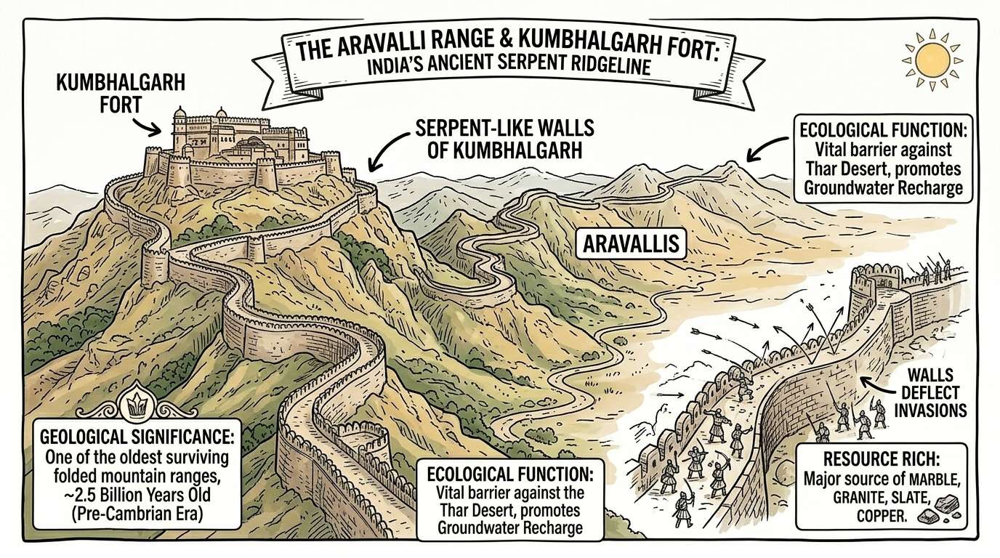 THE ARAVALLI RANGE & KUMBHALGARH FORT:
INDIA'S ANCIENT SERPENT RIDGELINE
KUMBHALGARH
FORT
SERPENT-LIKE WALLS
OF KUMBHALGARH
ECOLOGICAL FUNCTION:
Vital barrier against
Thar Desert, promotes
Groundwater Recharge
ARAVALLIS
WALLS
DEFLECT
INVASIONS
GEOLOGICAL SIGNIFICANCE:
One of the oldest surviving
folded mountain ranges,
~2.5 Billion Years Old
(Pre-Cambrian Era)
ECOLOGICAL FUNCTION:
Vital barrier against the
Thar Desert, promotes
Groundwater Recharge
RESOURCE RICH:
Major source of MARBLE,
GRANITE, SLATE,
COPPER.